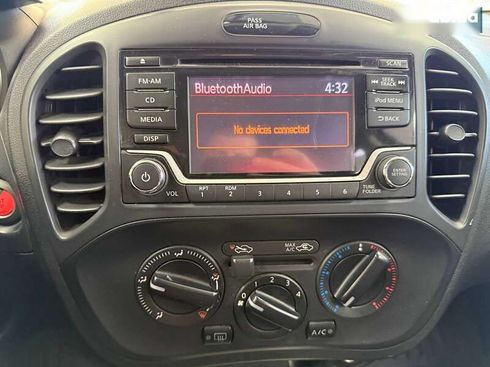 PASS
AIR BAG
SCAN
FM·AM
CD
MEDIA
DISP
BluetoothAudio 4:32
No devices connected
SEEK·
TRACK
iPod MENU
BACK
VOL
RPT
1
RDM
2
3
4
5
6
TUNE
FOLDER
ENTER
SETTING
MAX
A/C
0
1
2
3
4
A/C